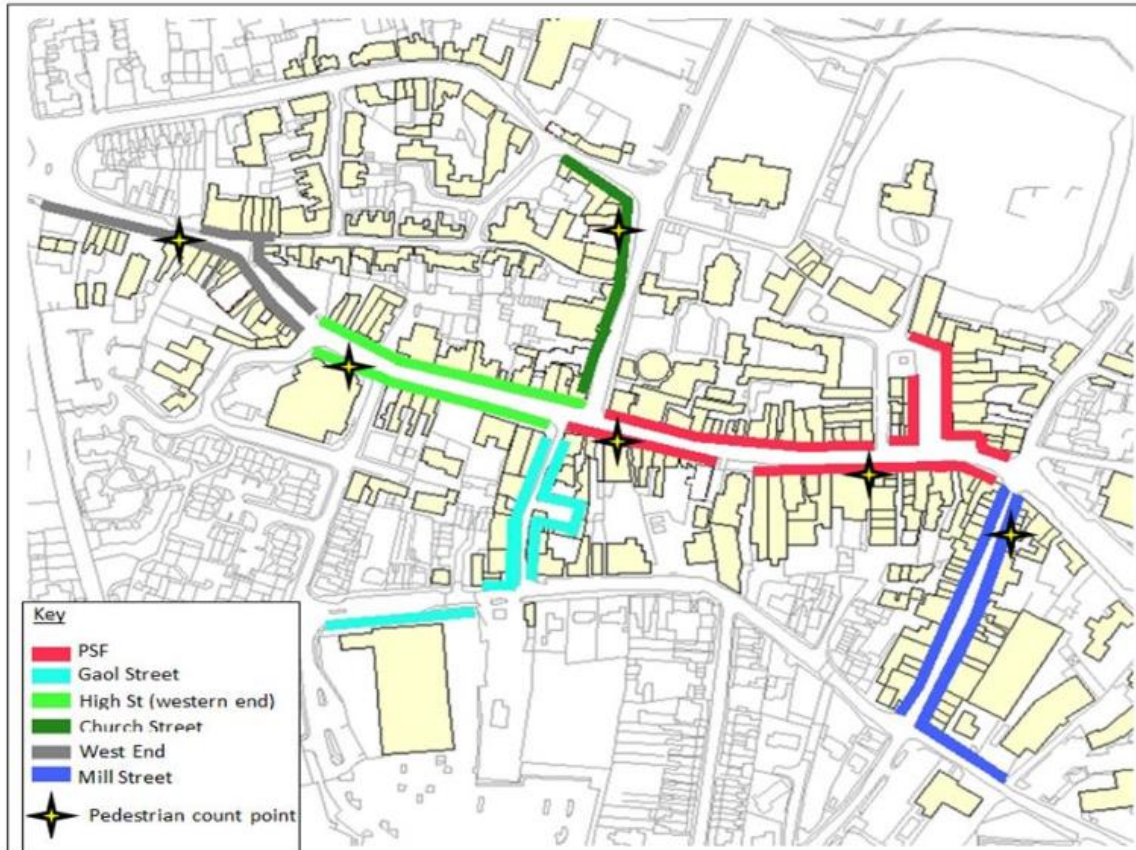 Key
PSF
Gaol Street
High St (western end)
Church Street
West End
Mill Street
Pedestrian count point